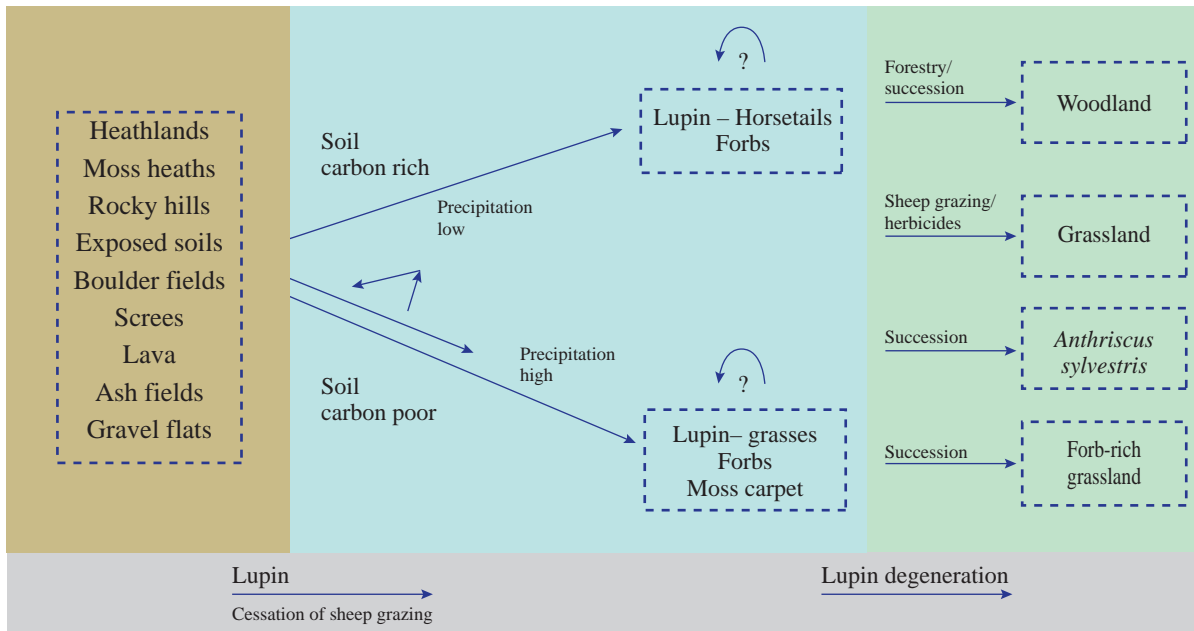 Heathlands
Moss heaths
Rocky hills
Exposed soils
Boulder fields
Screes
Lava
Ash fields
Gravel flats
Soil
carbon rich
Precipitation
low
Soil
carbon poor
Precipitation
high
?
Lupin – Horsetails
Forbs
?
Lupin– grasses
Forbs
Moss carpet
Forestry/
succession
Woodland
Sheep grazing/
herbicides
Grassland
Succession
Anthriscus
sylvestris
Succession
Forb-rich
grassland
Lupin
Cessation of sheep grazing
Lupin degeneration